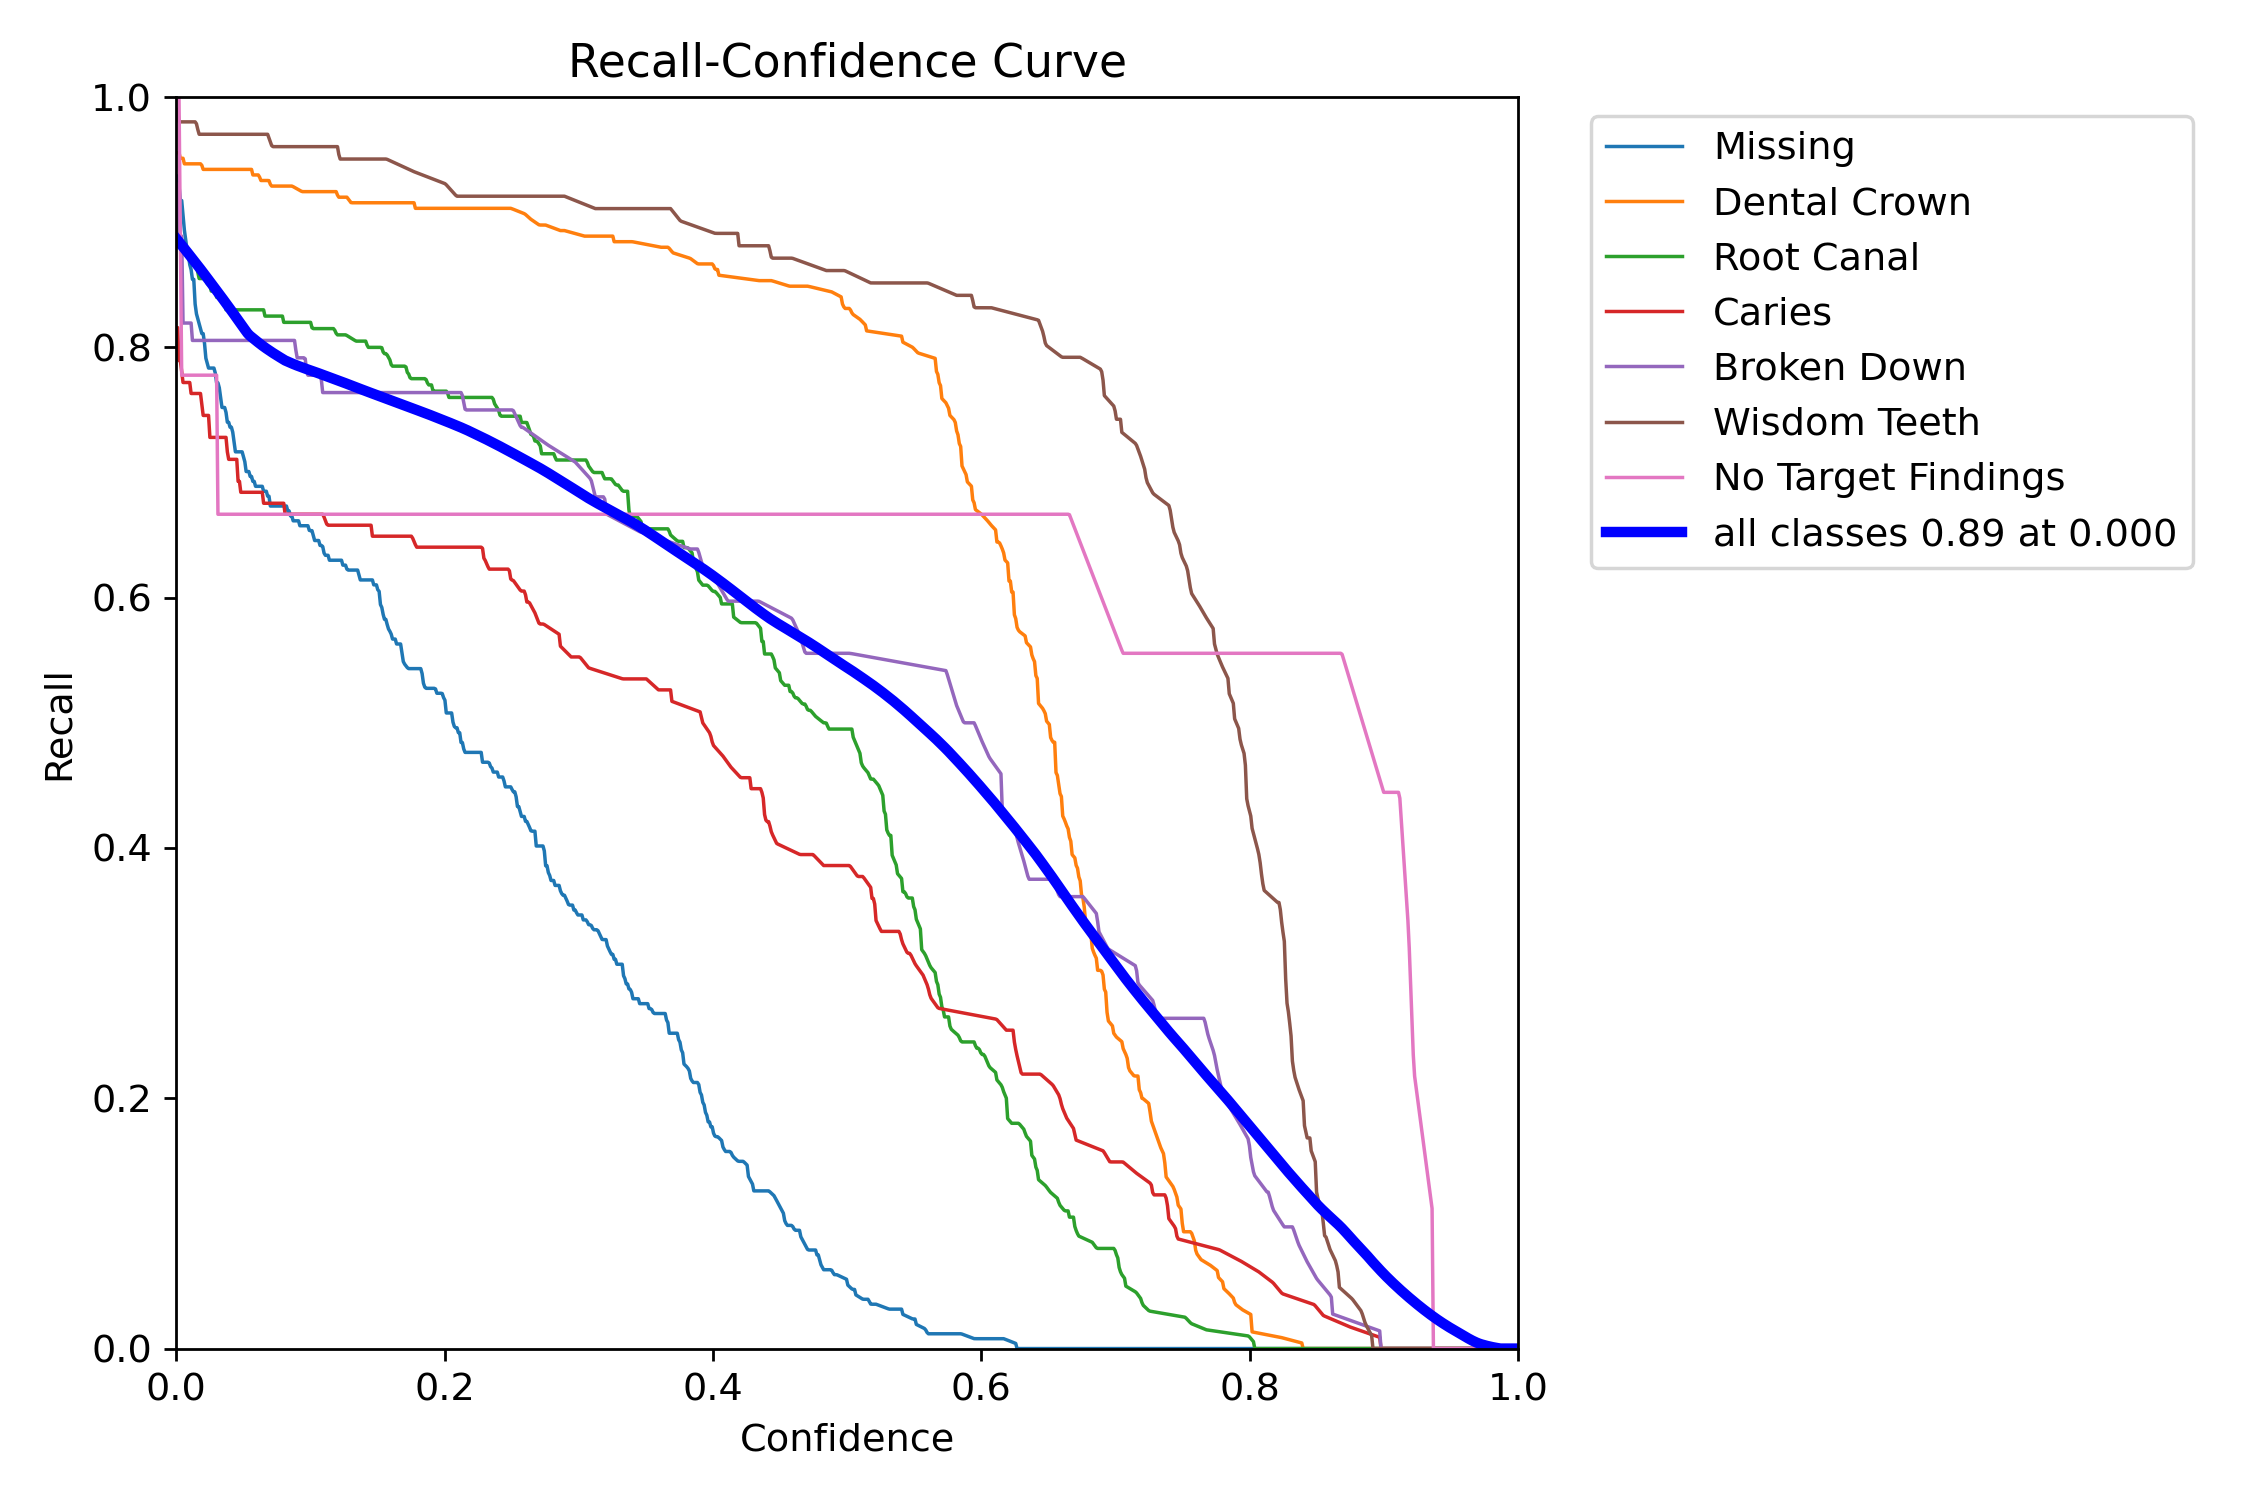 Recall-Confidence Curve
1.0
0.8
0.6
0.4
0.2
0.0
Recall
0.0 0.2 0.4 0.6 0.8 1.0
Confidence
Missing
Dental Crown
Root Canal
Caries
Broken Down
Wisdom Teeth
No Target Findings
all classes 0.89 at 0.000